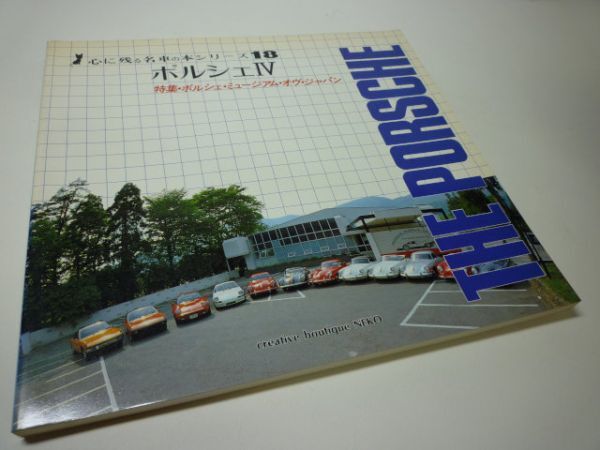 心に残る名車の本シリーズ18
ポルシェIV
特集・ポルシェ・ミュージアム・オヴ・ジャパン
THE PORSCHE
creative boutique NEKO